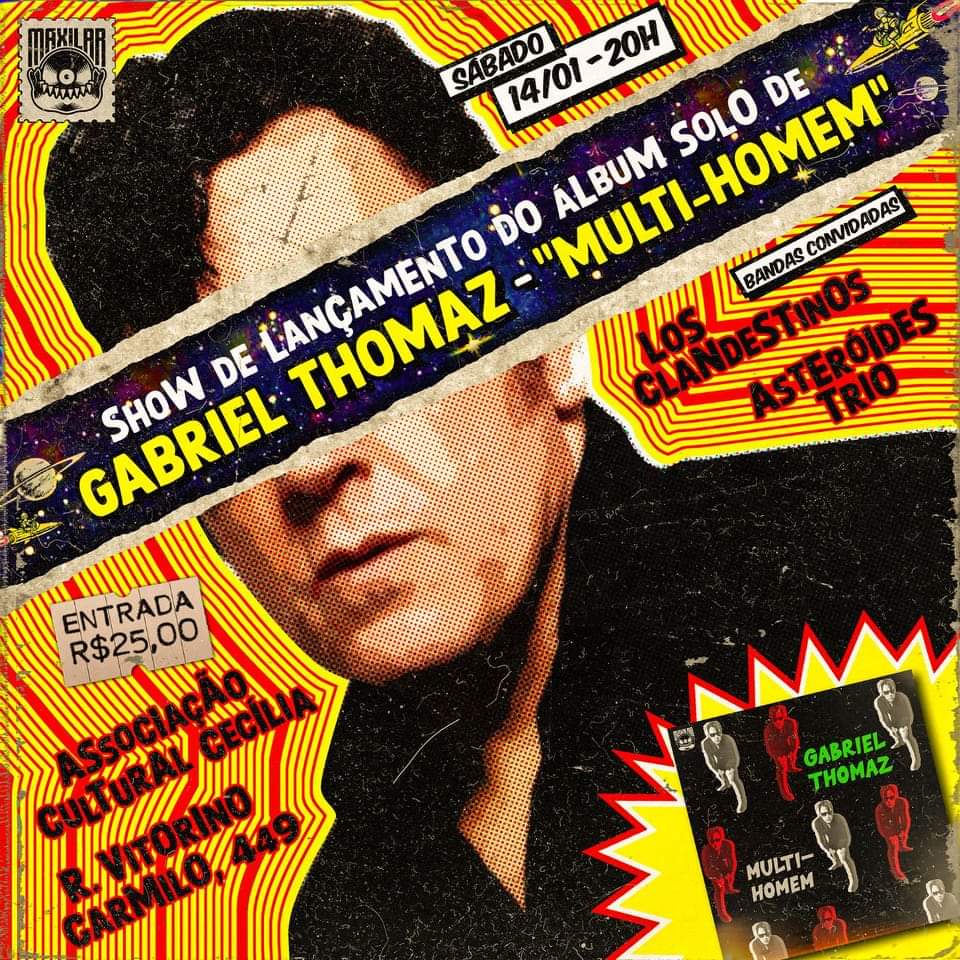 MAXILAR
SÁBADO
14/01 - 20H
SHOW DE LANÇAMENTO DO ÁLBUM SOLO DE
GABRIEL THOMAZ - "MULTI-HOMEM"
BANDAS CONVIDADAS
LOS
CLANDESTINOS
ASTERÓIDES
TRIO
ENTRADA
R$25,00
ASSOCIAÇÃO
CULTURAL CECÍLIA
R. VITORINO
CARMILO, 449
GABRIEL
THOMAZ
MULTI-
HOMEM